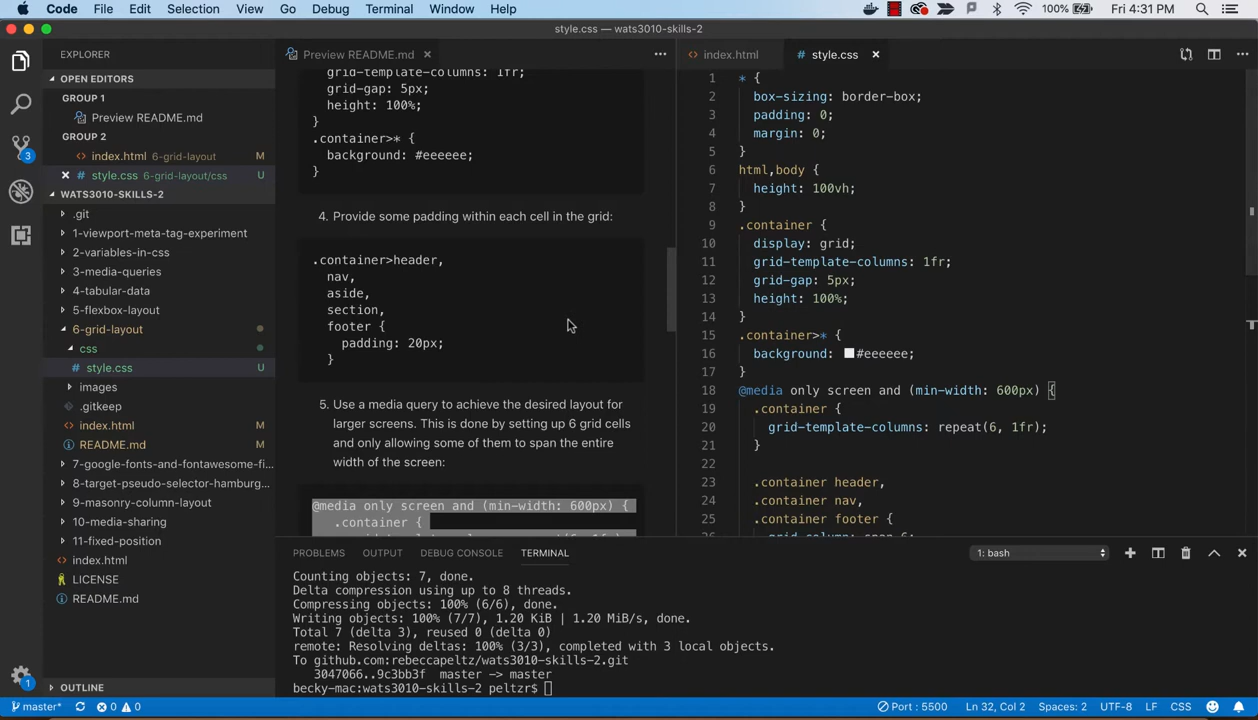 Code File Edit Selection View Go Debug Terminal Window Help 100% Fri 4:31 PM
style.css — wats3010-skills-2
EXPLORER
OPEN EDITORS
GROUP 1
Preview README.md
GROUP 2
index.html 6-grid-layout M
style.css 6-grid-layout/css U
WATS3010-SKILLS-2
.git
1-viewport-meta-tag-experiment
2-variables-in-css
3-media-queries
4-tabular-data
5-flexbox-layout
6-grid-layout
css
# style.css U
images
.gitkeep
index.html M
README.md M
7-google-fonts-and-fontawesome-fi...
8-target-pseudo-selector-hamburg...
9-masonry-column-layout
10-media-sharing
11-fixed-position
index.html
LICENSE
README.md
OUTLINE
3
1
Preview README.md
grid-template-columns: 1fr;
grid-gap: 5px;
height: 100%;
}
.container>* {
background: #eeeeee;
}
4. Provide some padding within each cell in the grid:
.container>header,
nav,
aside,
section,
footer {
padding: 20px;
}
5. Use a media query to achieve the desired layout for
larger screens. This is done by setting up 6 grid cells
and only allowing some of them to span the entire
width of the screen:
@media only screen and (min-width: 600px) {
.container {
index.html # style.css
1 * {
2 box-sizing: border-box;
3 padding: 0;
4 margin: 0;
5 }
6 html,body {
7 height: 100vh;
8 }
9 .container {
10 display: grid;
11 grid-template-columns: 1fr;
12 grid-gap: 5px;
13 height: 100%;
14 }
15 .container>* {
16 background: #eeeeee;
17 }
18 @media only screen and (min-width: 600px) {
19 .container {
20 grid-template-columns: repeat(6, 1fr);
21 }
22
23 .container header,
24 .container nav,
25 .container footer {
26 grid-column: span 6;
PROBLEMS OUTPUT DEBUG CONSOLE TERMINAL 1: bash
Counting objects: 7, done.
Delta compression using up to 8 threads.
Compressing objects: 100% (6/6), done.
Writing objects: 100% (7/7), 1.20 KiB | 1.20 MiB/s, done.
Total 7 (delta 3), reused 0 (delta 0)
remote: Resolving deltas: 100% (3/3), completed with 3 local objects.
To github.com:rebeccapeltz/wats3010-skills-2.git
3047066..9c3bb3f master -> master
becky-mac:wats3010-skills-2 peltzr$
master* 0 0 Port : 5500 Ln 32, Col 2 Spaces: 2 UTF-8 LF CSS